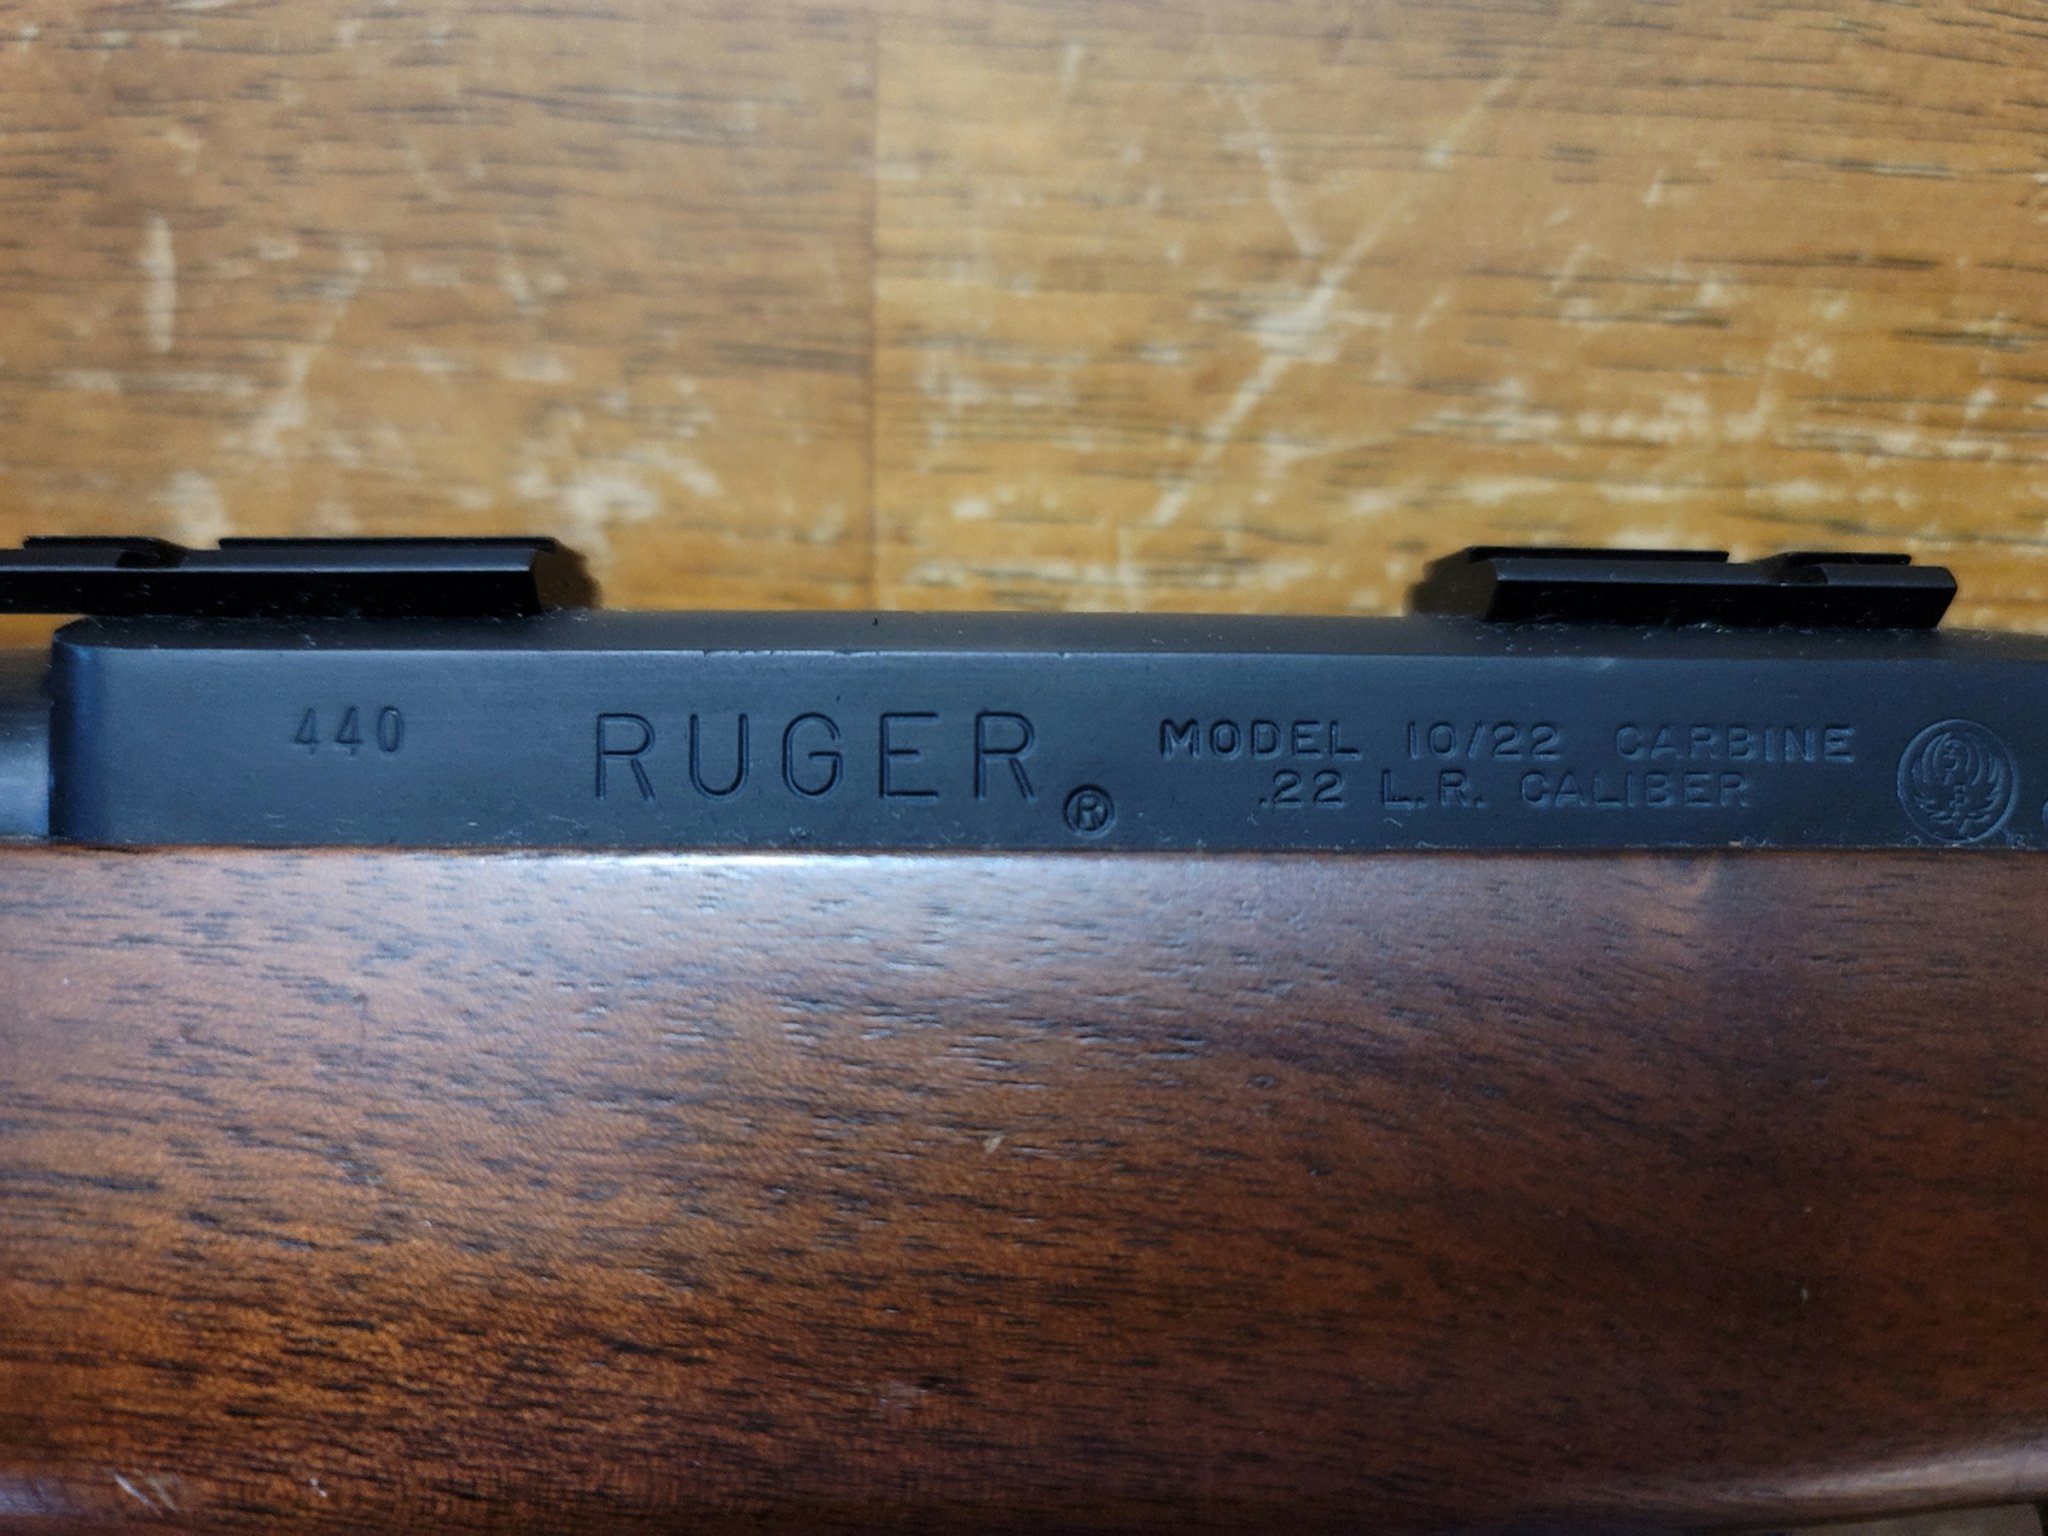 440
RUGER ®
MODEL 10/22 CARBINE
.22 L.R. CALIBER